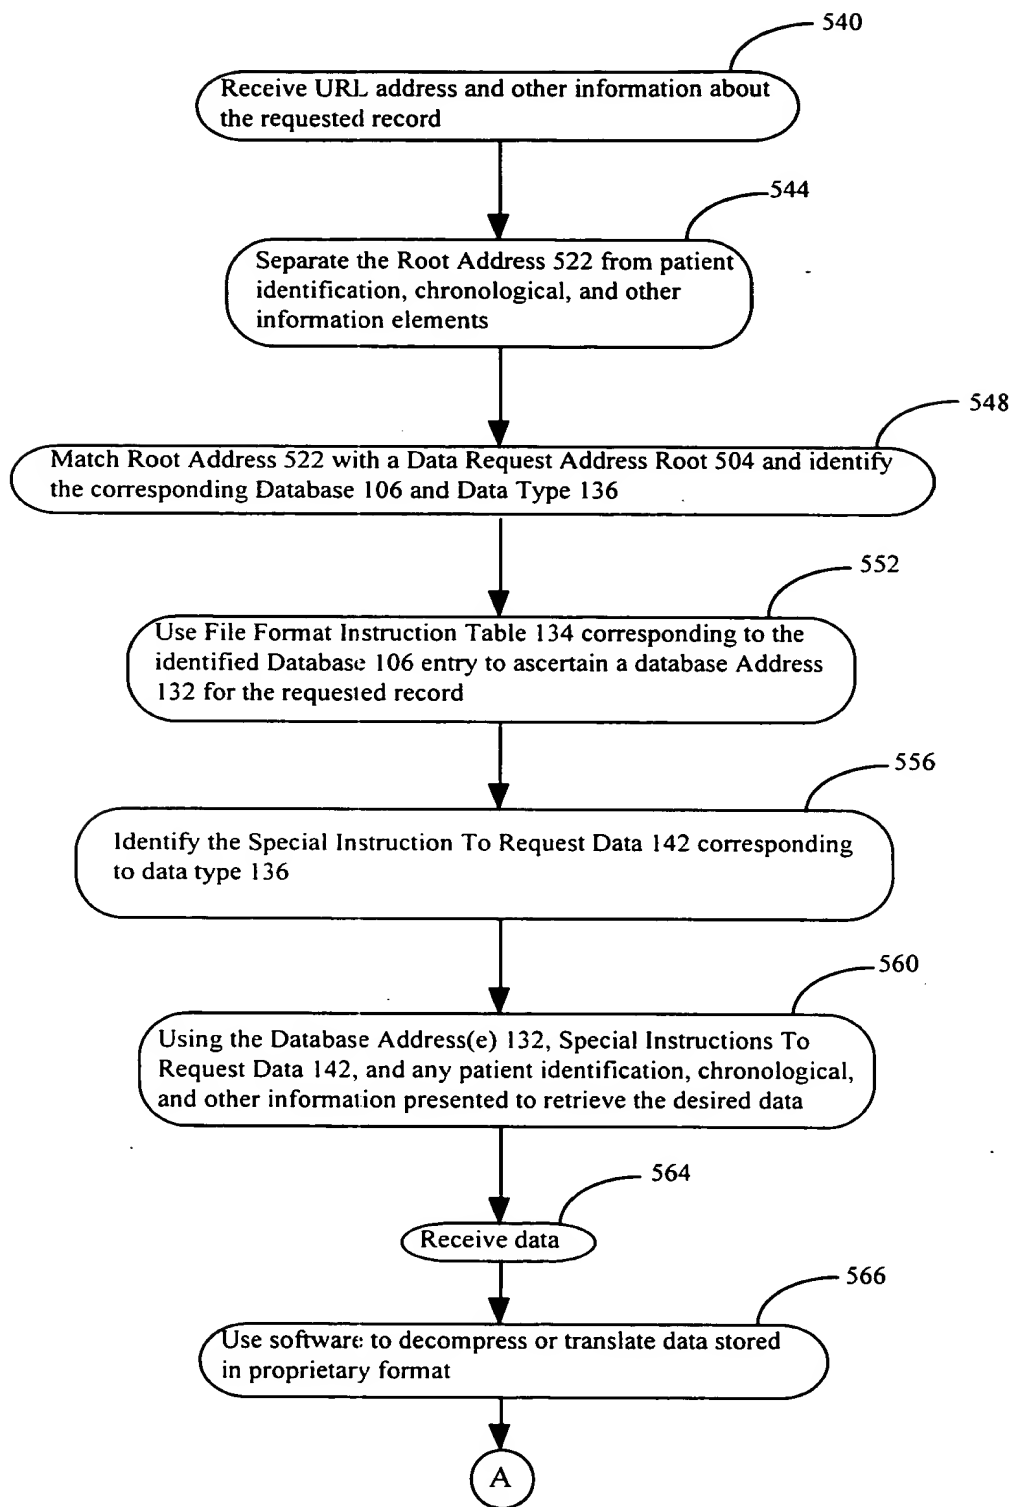 540
Receive URL address and other information about
the requested record
544
Separate the Root Address 522 from patient
identification, chronological, and other
information elements
548
Match Root Address 522 with a Data Request Address Root 504 and identify
the corresponding Database 106 and Data Type 136
552
Use File Format Instruction Table 134 corresponding to the
identified Database 106 entry to ascertain a database Address
132 for the requested record
556
Identify the Special Instruction To Request Data 142 corresponding
to data type 136
560
Using the Database Address(e) 132, Special Instructions To
Request Data 142, and any patient identification, chronological,
and other information presented to retrieve the desired data
564
Receive data
566
Use software to decompress or translate data stored
in proprietary format
A